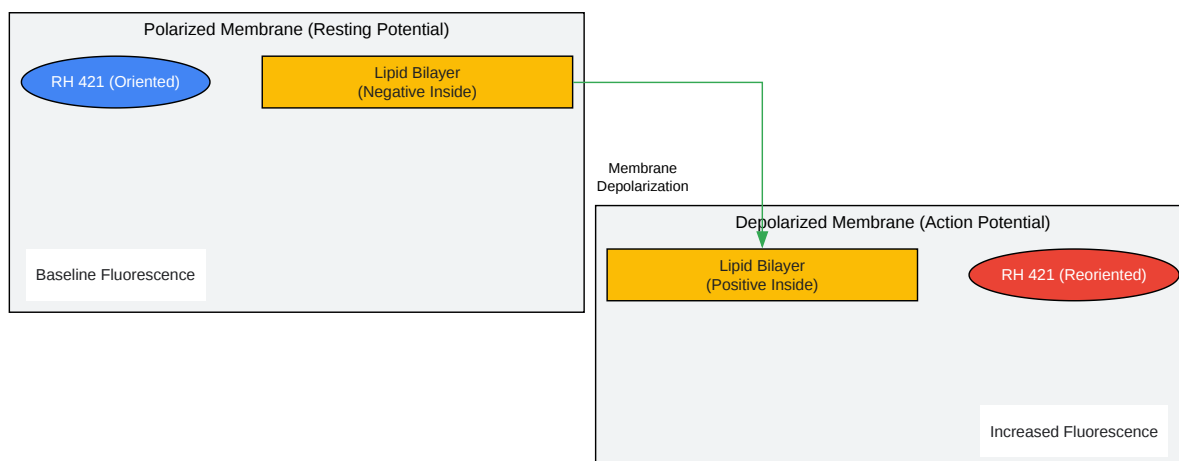 Polarized Membrane (Resting Potential)
RH 421 (Oriented)
Lipid Bilayer
(Negative Inside)
Baseline Fluorescence
Membrane
Depolarization
Depolarized Membrane (Action Potential)
Lipid Bilayer
(Positive Inside)
RH 421 (Reoriented)
Increased Fluorescence